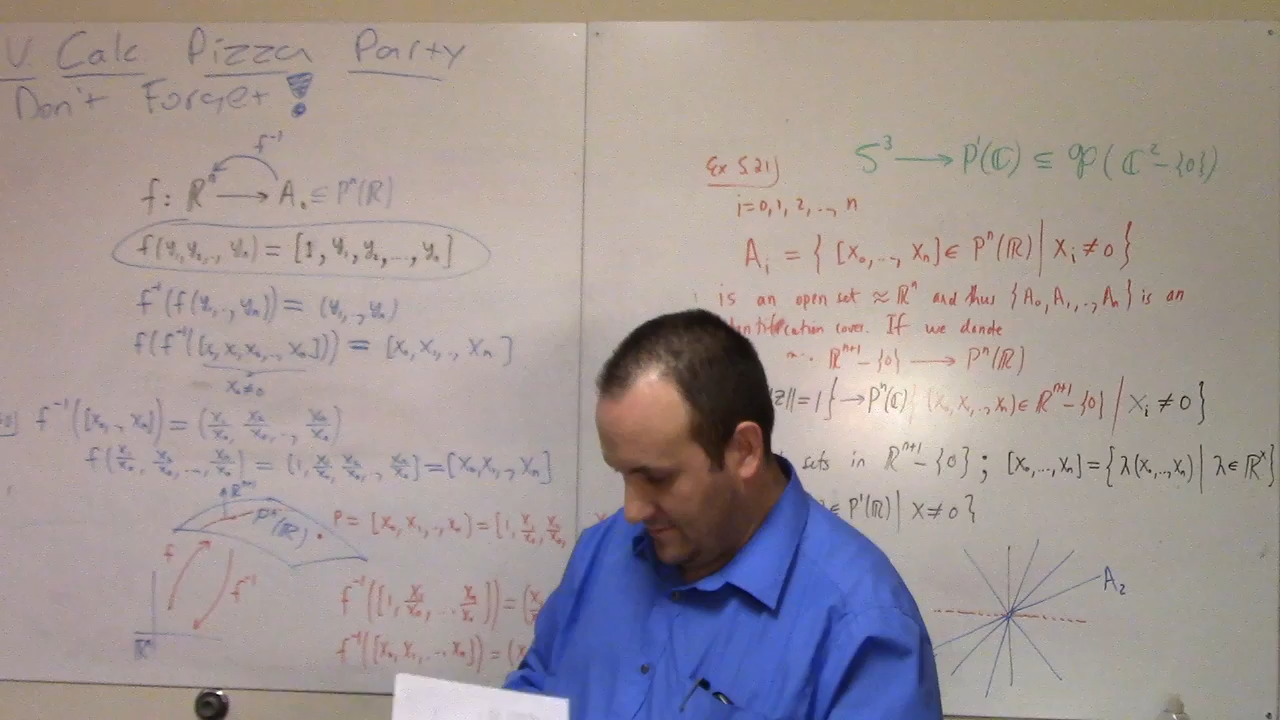 V. Calc Pizza Party
Don't Forget!
f⁻¹
f: ℝⁿ → A₀ ⊆ Pⁿ(ℝ)
f(y₁,y₂,.., yₙ) = [1, y₁, y₂, ..., yₙ]
f⁻¹(f(y₁,.., yₙ)) = (y₁,.., yₙ)
f(f⁻¹([x₀,x₁,x₂,.., xₙ])) = [x₀, x₁,.., xₙ]
x₀≠0
f⁻¹([x₀,.., xₙ]) = (x₁/x₀, x₂/x₀, .., xₙ/x₀)
f(x₁/x₀, x₂/x₀, .., xₙ/x₀) = [1, x₁/x₀, x₂/x₀, .., xₙ/x₀] = [x₀,x₁,.., xₙ]
ℝⁿ⁺¹
Pⁿ(ℝ)
P = [x₀, x₁, .., xₙ] = [1, x₁/x₀, x₂/x₀,
f
f⁻¹
f⁻¹([1, x₁/x₀, .. xₙ/x₀]) = (
ℝⁿ
f⁻¹([x₀, x₁, .., xₙ]) = (
S³ → P¹(ℂ) ⊆ 𝒫(ℂ²-{0})
Ex 5.21)
i=0, 1, 2, .., n
Aᵢ = { [x₀,.., xₙ] ∈ Pⁿ(ℝ) | xᵢ ≠ 0 }
is an open set ≈ ℝⁿ and thus {A₀, A₁,.., Aₙ} is an
identification cover. If we denote
ℝⁿ⁺¹-{0} → Pⁿ(ℝ)
||z||=1} → Pⁿ(ℂ) {(x₀, x₁,.., xₙ) ∈ ℝⁿ⁺¹-{0} | xᵢ ≠ 0 }
sets in ℝⁿ⁺¹-{0} ; [x₀,..., xₙ] = {λ(x₀,.., xₙ) | λ ∈ ℝˣ}
∈ P¹(ℝ) | x ≠ 0 }
A₂